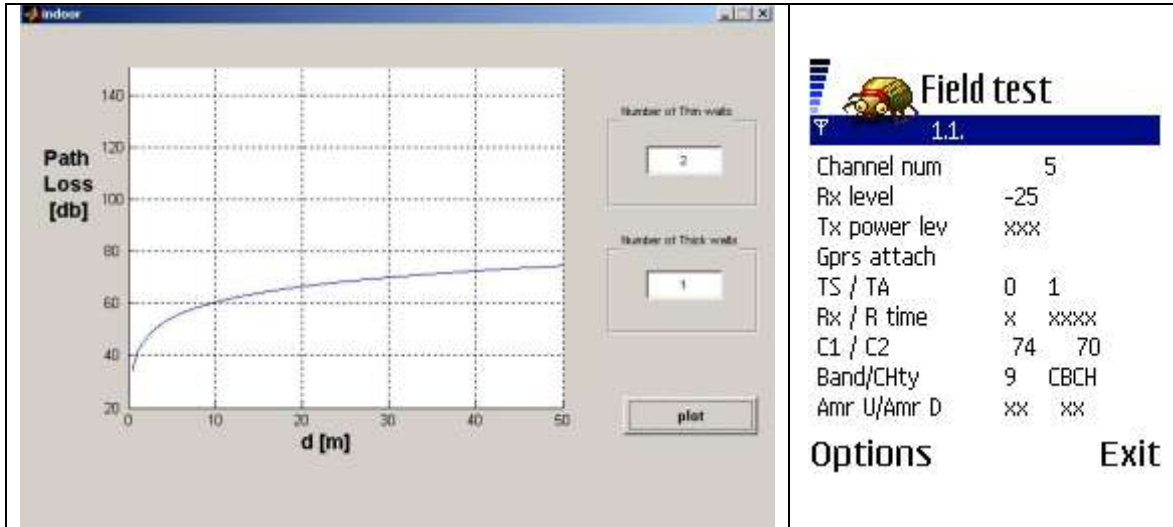 indoor
140
120
100
80
60
40
20
Path
Loss
[db]
0 10 20 30 40 50
d [m]
Number of Thin walls
2
Number of Thick walls
1
plot
Field test
1.1.
Channel num 5
Rx level -25
Tx power lev xxx
Gprs attach
TS / TA 0 1
Rx / R time x xxxx
C1 / C2 74 70
Band/CHty 9 CBCH
Amr U/Amr D xx xx
Options Exit